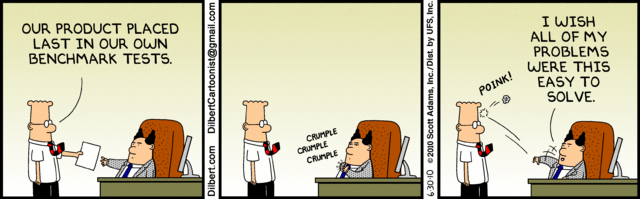 OUR PRODUCT PLACED
LAST IN OUR OWN
BENCHMARK TESTS.
Dilbert.com DilbertCartoonist@gmail.com
CRUMPLE
CRUMPLE
CRUMPLE
6-30-10 © 2010 Scott Adams, Inc./Dist. by UFS, Inc.
POINK!
I WISH
ALL OF MY
PROBLEMS
WERE THIS
EASY TO
SOLVE.